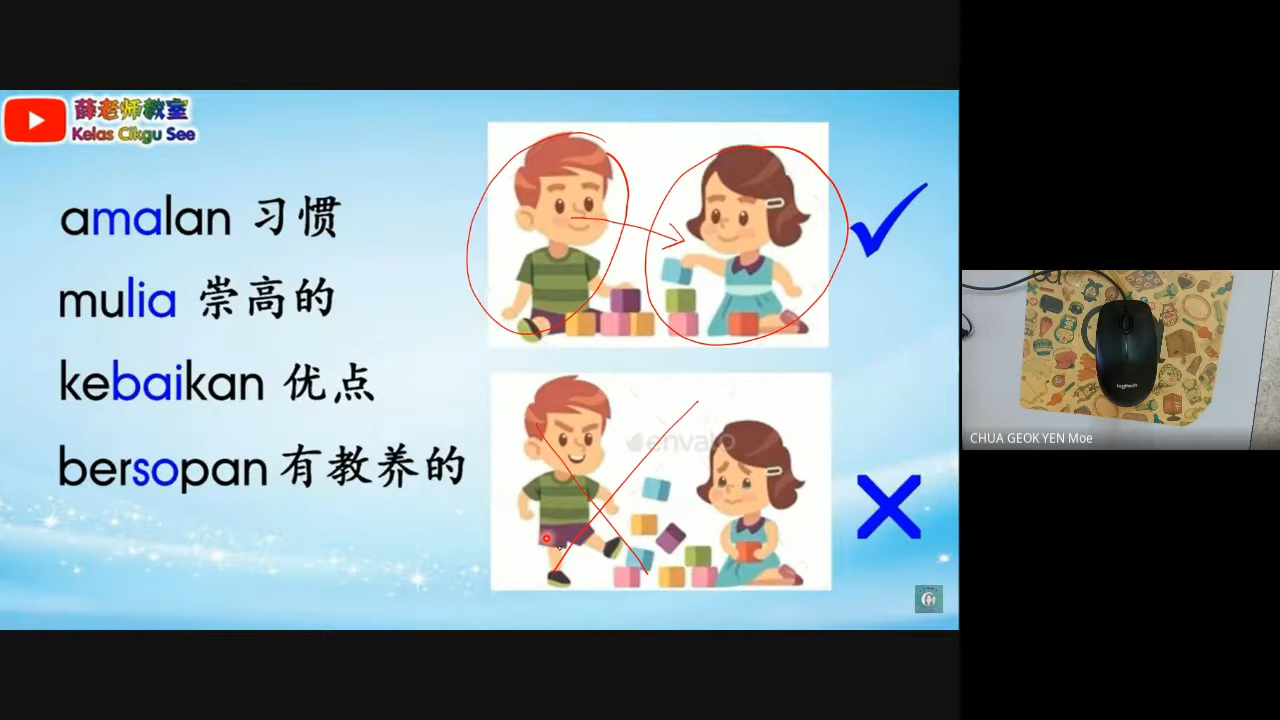 薛老师教室
Kelas Cikgu See
amalan 习惯
mulia 崇高的
kebaikan 优点
bersopan 有教养的
envato
logitech
CHUA GEOK YEN Moe